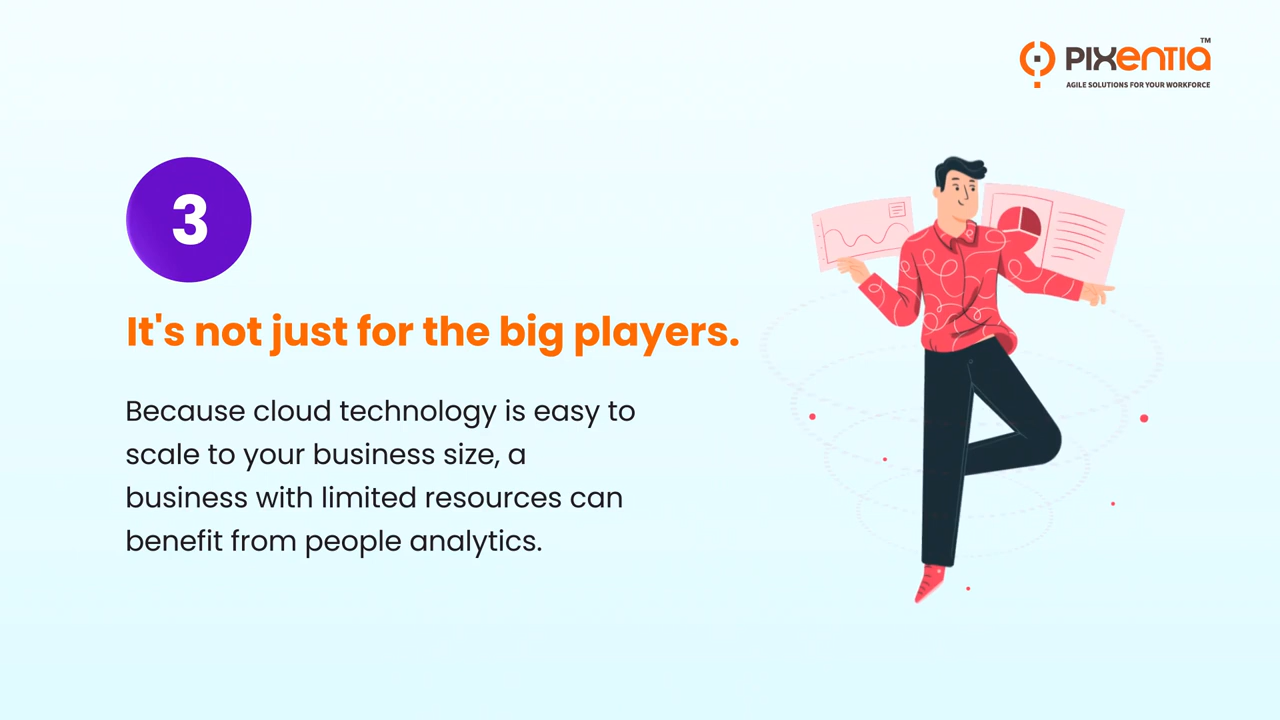 PIXentia™
AGILE SOLUTIONS FOR YOUR WORKFORCE
3
It's not just for the big players.
Because cloud technology is easy to
scale to your business size, a
business with limited resources can
benefit from people analytics.